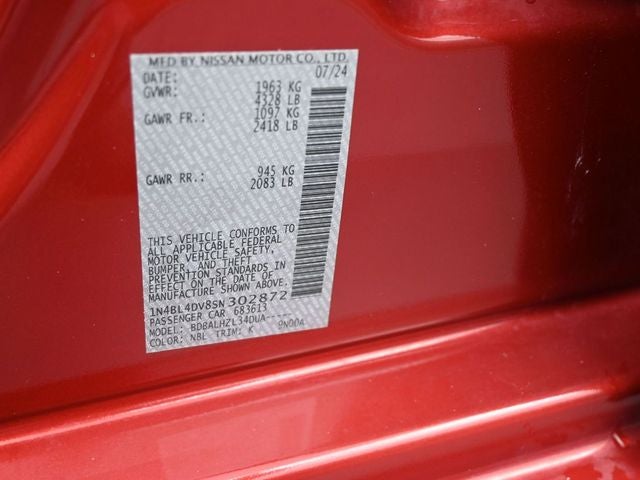 MFD BY NISSAN MOTOR CO., LTD.
DATE: 07/24
GVWR: 1963 KG
4328 LB
GAWR FR.: 1097 KG
2418 LB
GAWR RR.: 945 KG
2083 LB
THIS VEHICLE CONFORMS TO
ALL APPLICABLE FEDERAL
MOTOR VEHICLE SAFETY,
BUMPER, AND THEFT
PREVENTION STANDARDS IN
EFFECT ON THE DATE OF
MANUFACTURE SHOWN ABOVE.
1N4BL4DV8SN302872
PASSENGER CAR 683613
MODEL: BDBALHZL34DUA-----
COLOR: NBL TRIM: K 9N00A